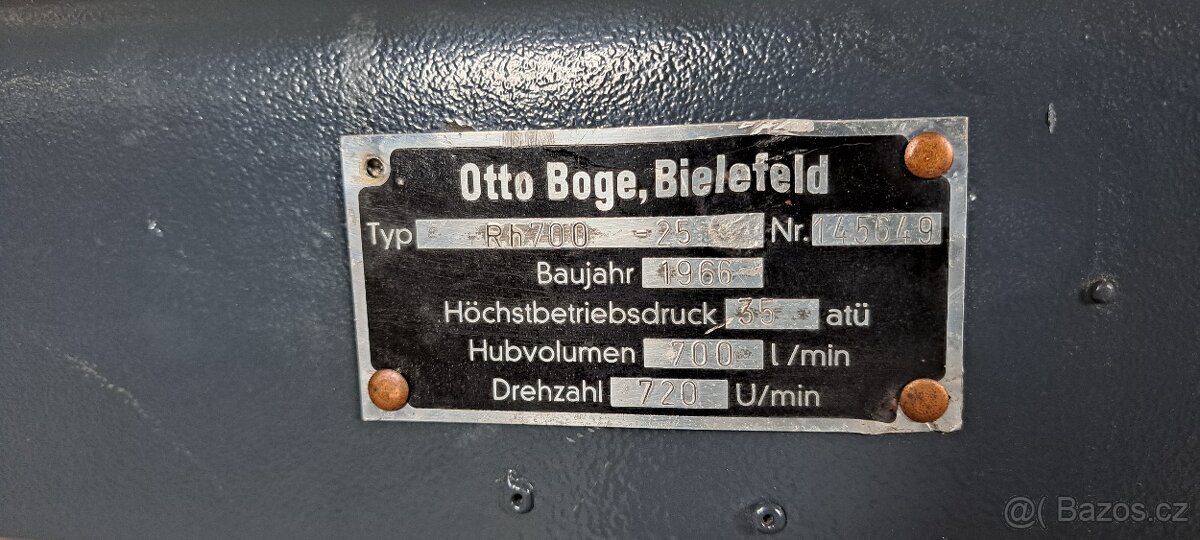 Otto Boge, Bielefeld
Typ Rh700 -25 Nr. 145649
Baujahr 1966
Höchstbetriebsdruck 35 atü
Hubvolumen 700 l/min
Drehzahl 720 U/min
@( Bazos.cz